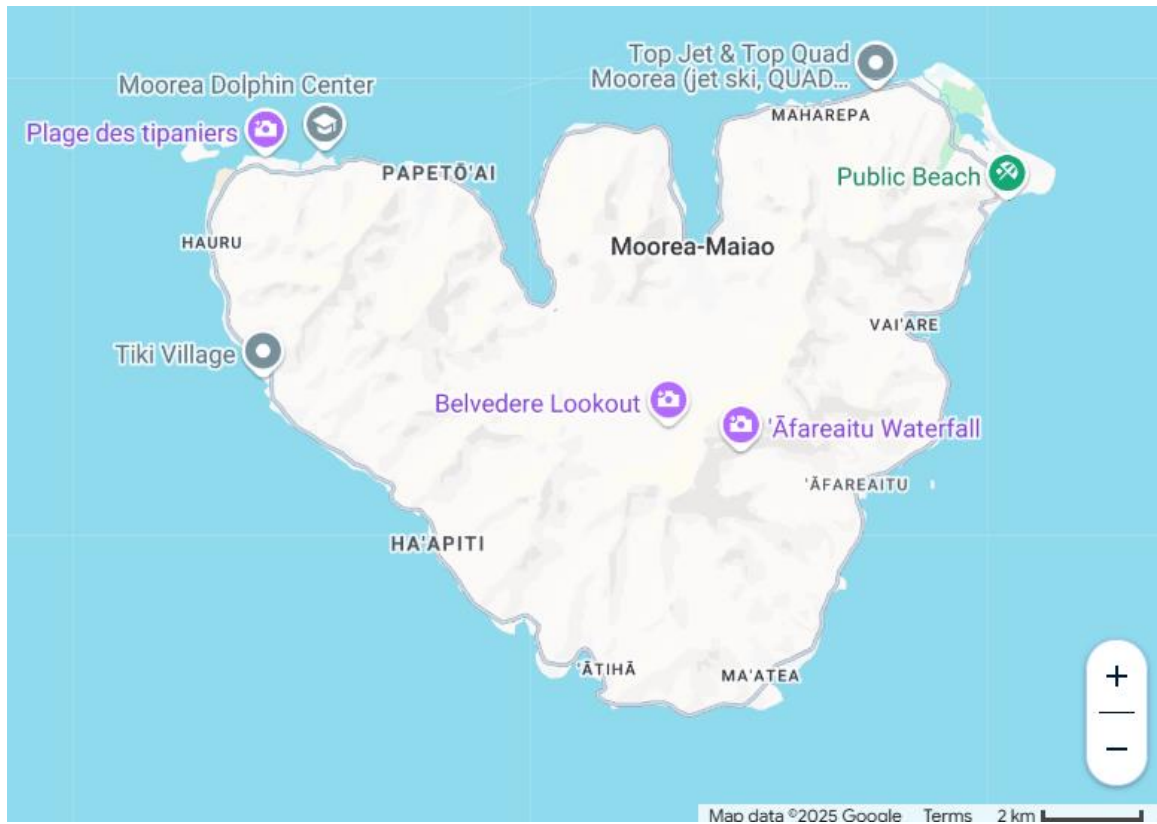 Top Jet & Top Quad
Moorea (jet ski, QUAD...
Moorea Dolphin Center
Plage des tipaniers
MAHAREPA
PAPETŌ'AI
Public Beach
HAURU
Moorea-Maiao
VAI'ARE
Tiki Village
Belvedere Lookout
'Āfareaitu Waterfall
'ĀFAREAITU
HA'APITI
'ĀTIHĀ
MA'ATEA
+
−
Map data ©2025 Google Terms 2 km